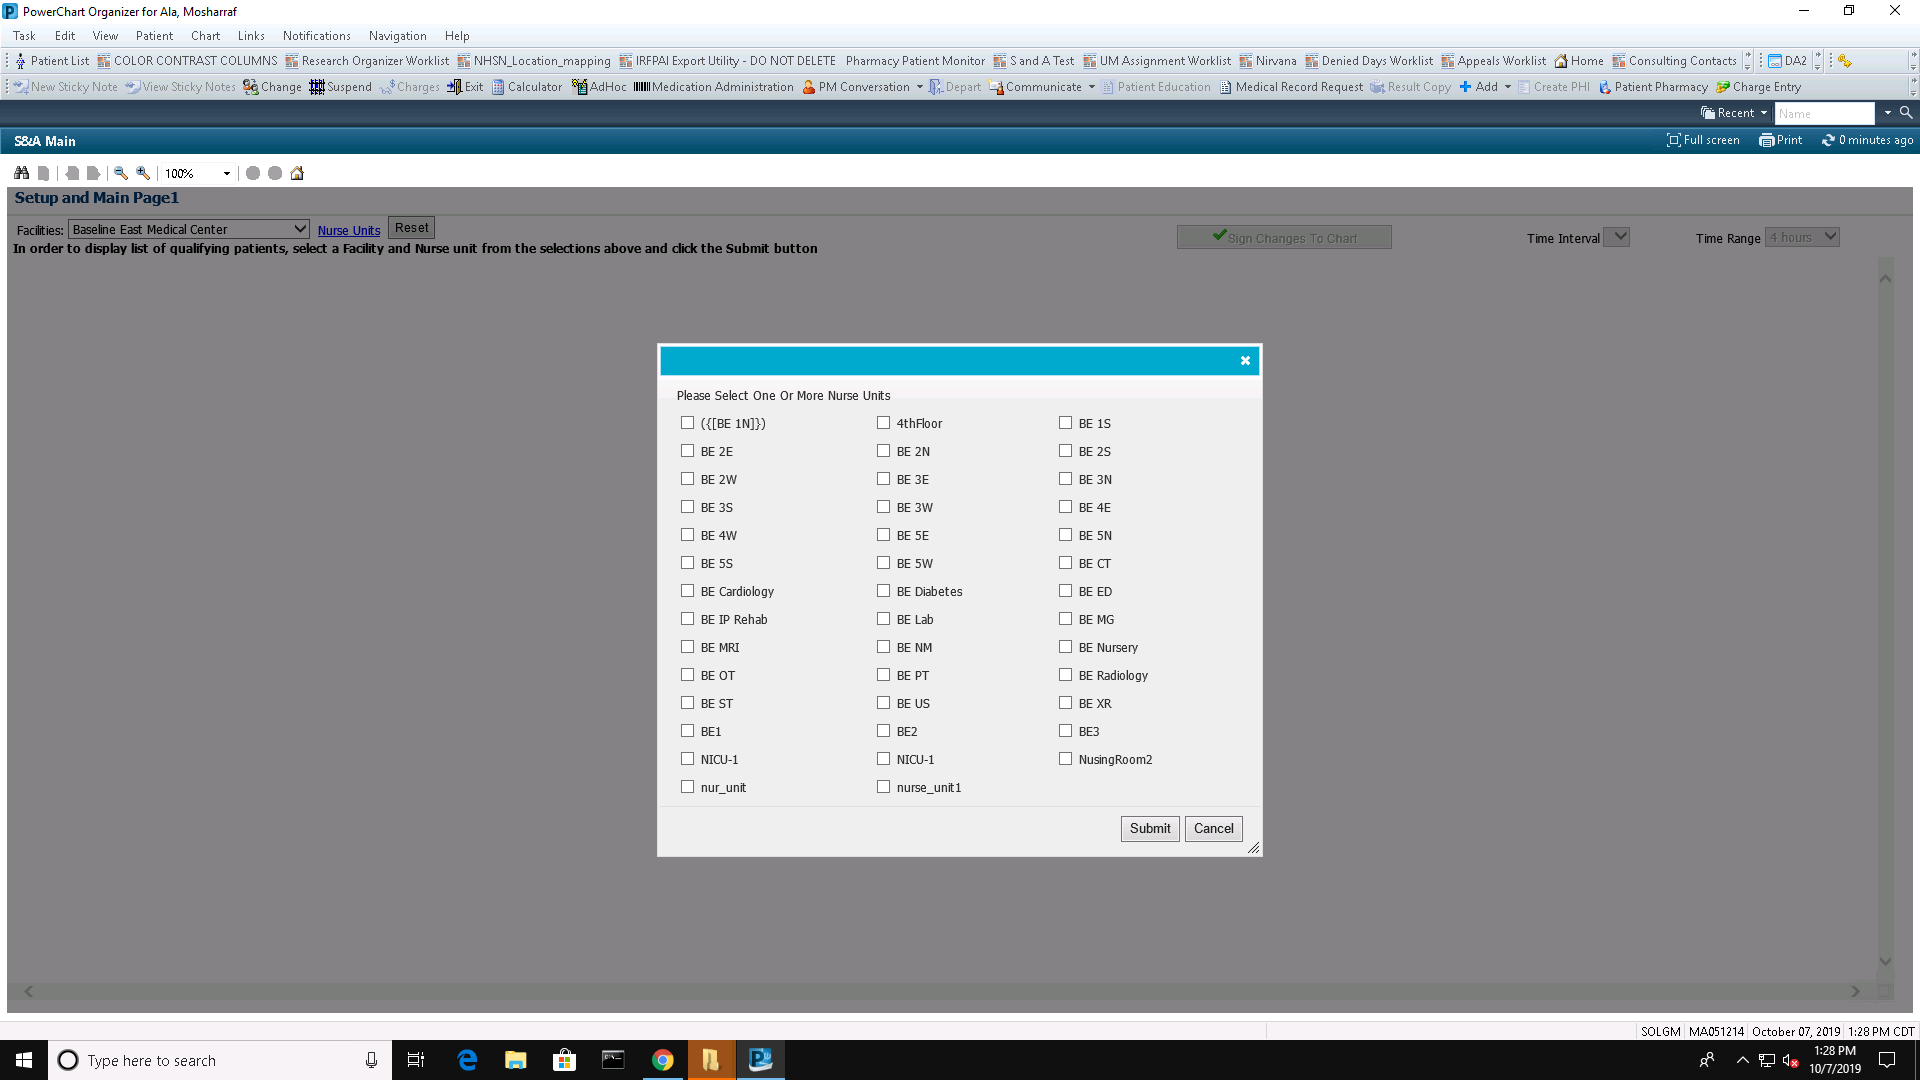 PowerChart Organizer for Ala, Mosharraf
Task Edit View Patient Chart Links Notifications Navigation Help
Patient List COLOR CONTRAST COLUMNS Research Organizer Worklist NHSN_Location_mapping IRFPAI Export Utility - DO NOT DELETE Pharmacy Patient Monitor S and A Test UM Assignment Worklist Nirvana Denied Days Worklist Appeals Worklist Home Consulting Contacts DA2
New Sticky Note View Sticky Notes Change Suspend Charges Exit Calculator AdHoc Medication Administration PM Conversation Depart Communicate Patient Education Medical Record Request Result Copy Add Create PHI Patient Pharmacy Charge Entry
Recent Name
S&A Main Full screen Print 0 minutes ago
100%
Setup and Main Page1
Facilities: Baseline East Medical Center Nurse Units Reset
In order to display list of qualifying patients, select a Facility and Nurse unit from the selections above and click the Submit button
Sign Changes To Chart Time Interval Time Range 4 hours
Please Select One Or More Nurse Units
({[BE 1N]}) 4thFloor BE 1S
BE 2E BE 2N BE 2S
BE 2W BE 3E BE 3N
BE 3S BE 3W BE 4E
BE 4W BE 5E BE 5N
BE 5S BE 5W BE CT
BE Cardiology BE Diabetes BE ED
BE IP Rehab BE Lab BE MG
BE MRI BE NM BE Nursery
BE OT BE PT BE Radiology
BE ST BE US BE XR
BE1 BE2 BE3
NICU-1 NICU-1 NusingRoom2
nur_unit nurse_unit1
Submit Cancel
SOLGM MA051214 October 07, 2019 1:28 PM CDT
Type here to search
1:28 PM
10/7/2019